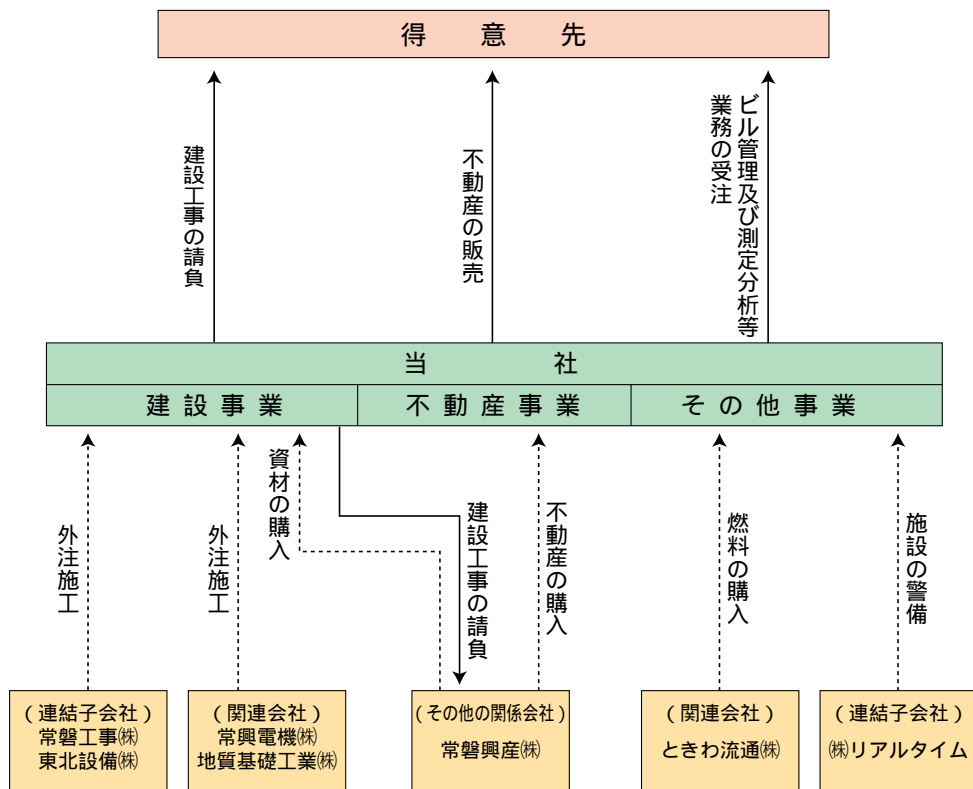 得意先
建設工事の請負
不動産の販売
ビル管理及び測定分析等
業務の受注
当社
建設事業
不動産事業
その他事業
外注施工
外注施工
資材の購入
建設工事の請負
不動産の購入
燃料の購入
施設の警備
(連結子会社)
常磐工事㈱
東北設備㈱
(関連会社)
常興電機㈱
地質基礎工業㈱
(その他の関係会社)
常磐興産㈱
(関連会社)
ときわ流通㈱
(連結子会社)
㈱リアルタイム